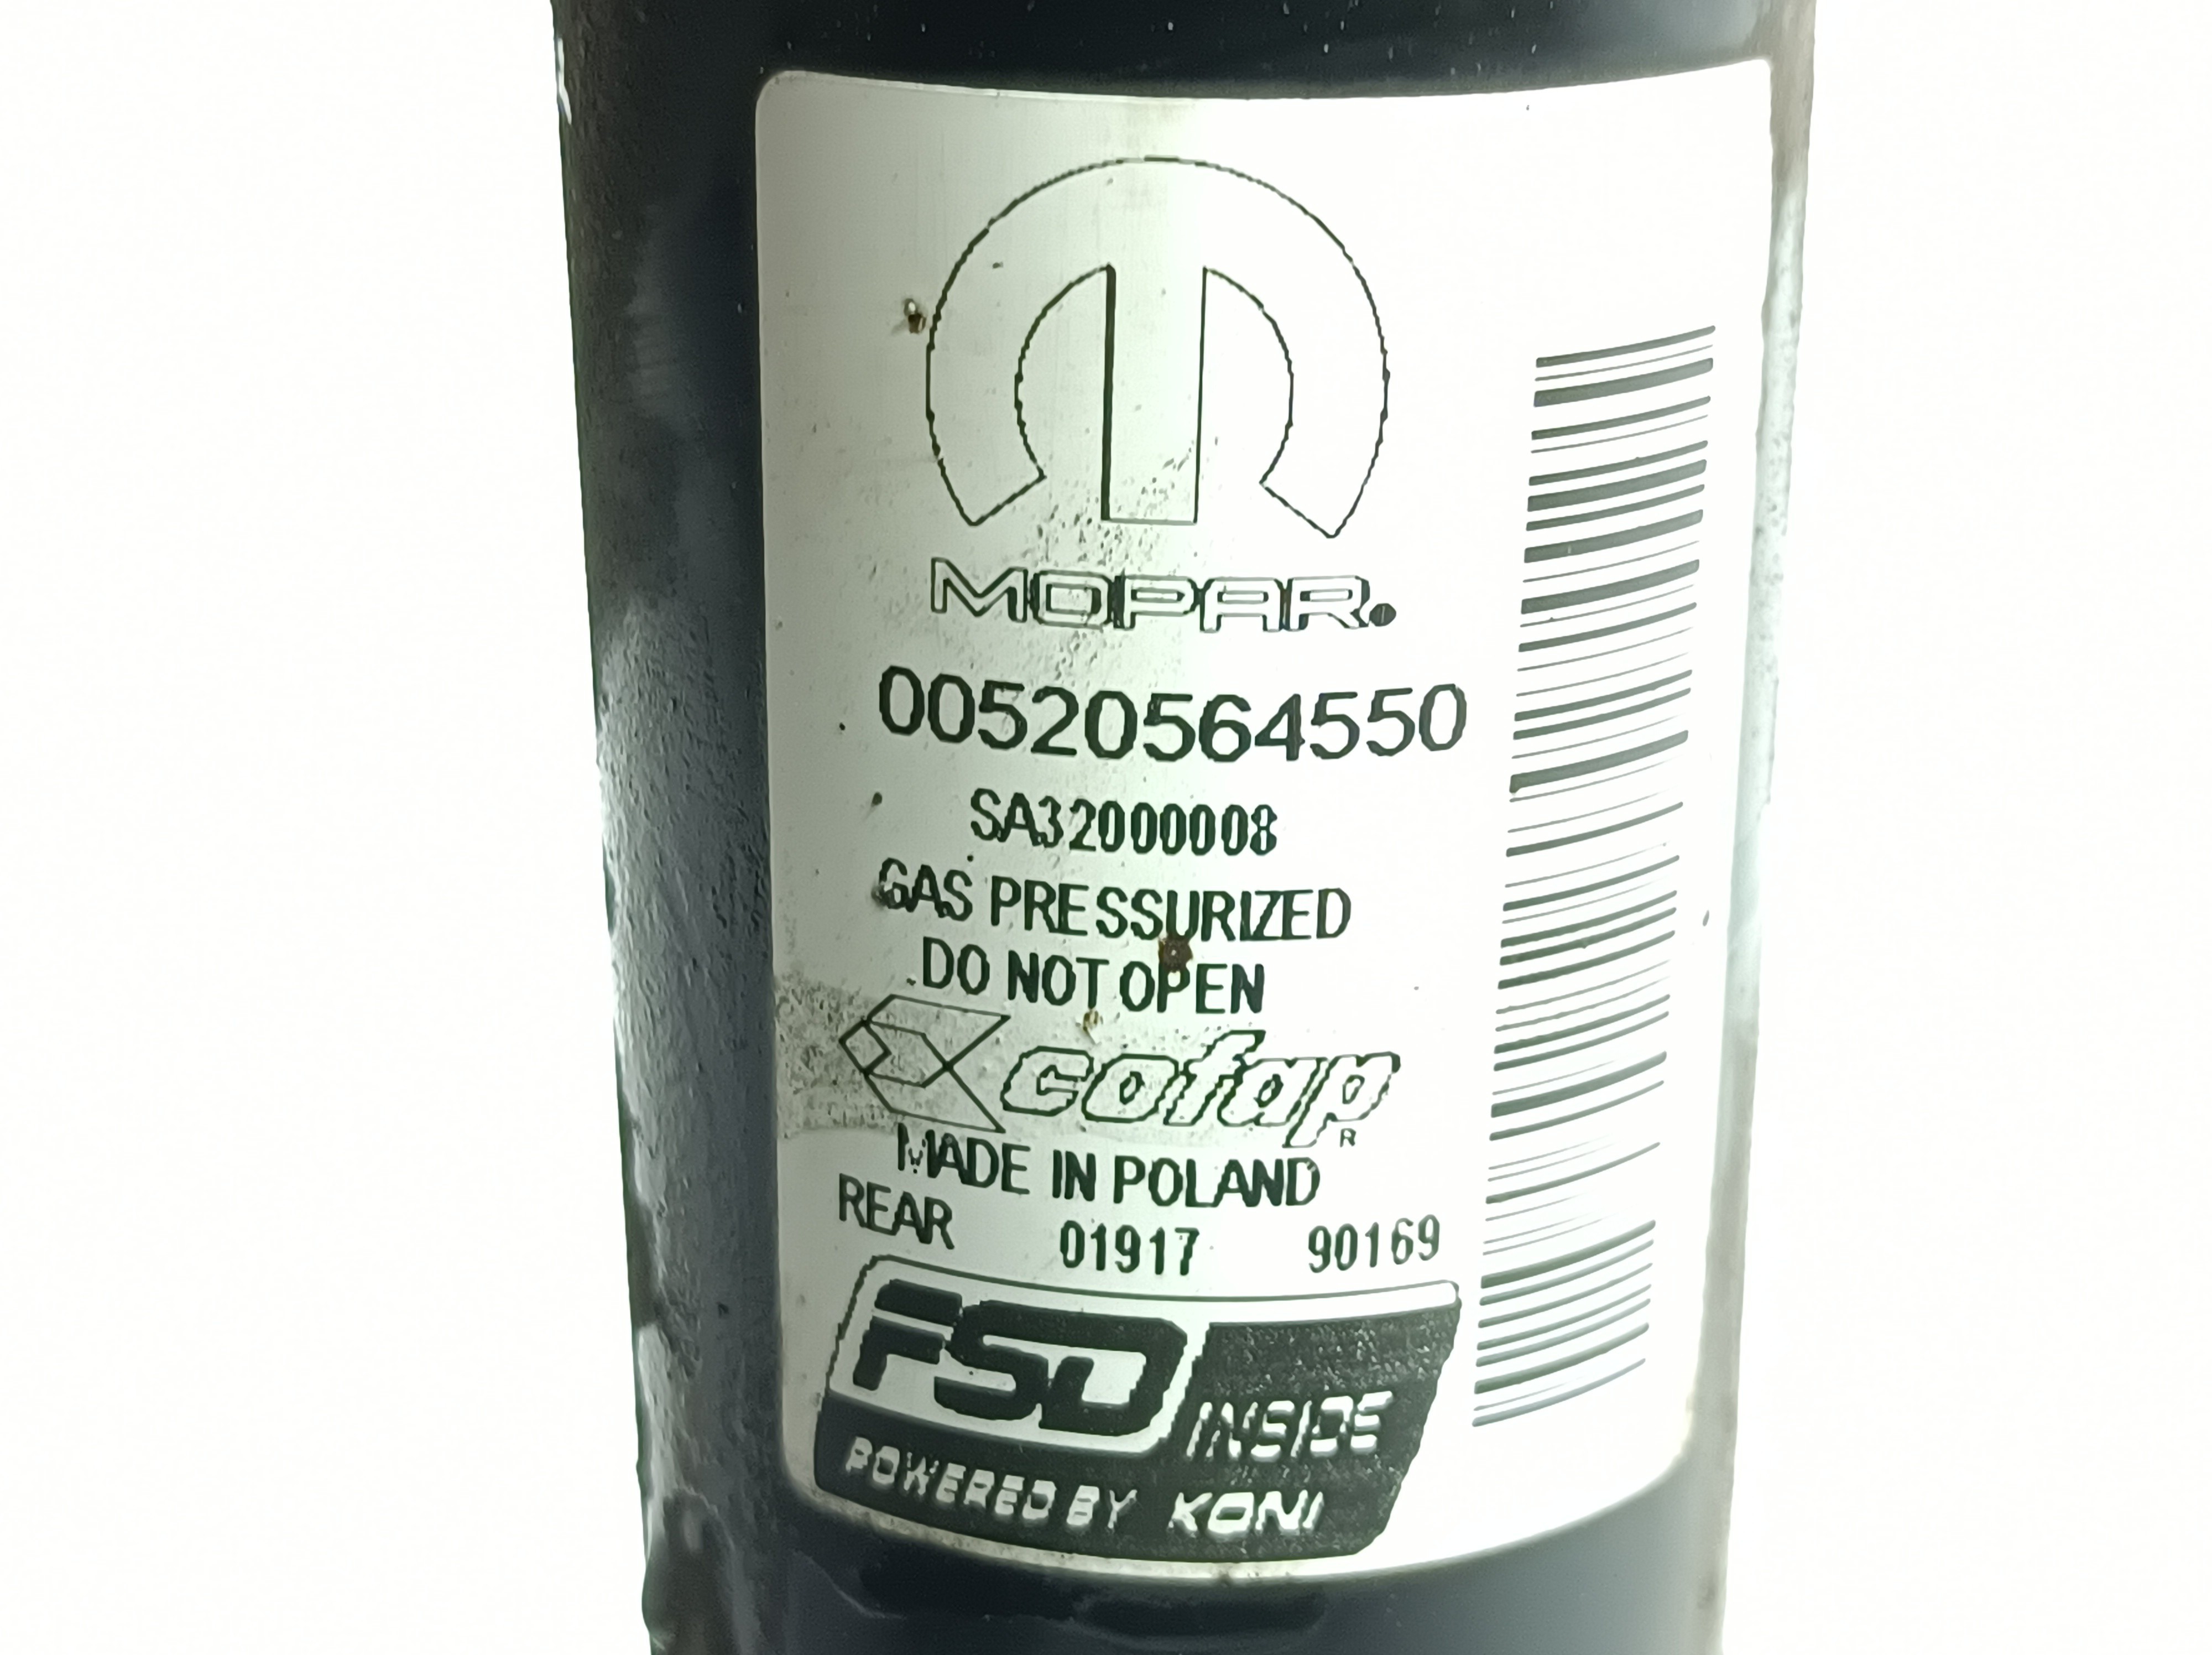 MOPAR.
00520564550
SA32000008
GAS PRESSURIZED
DO NOT OPEN
cofap R
MADE IN POLAND
REAR 01917 90169
FSD INSIDE
POWERED BY KONI